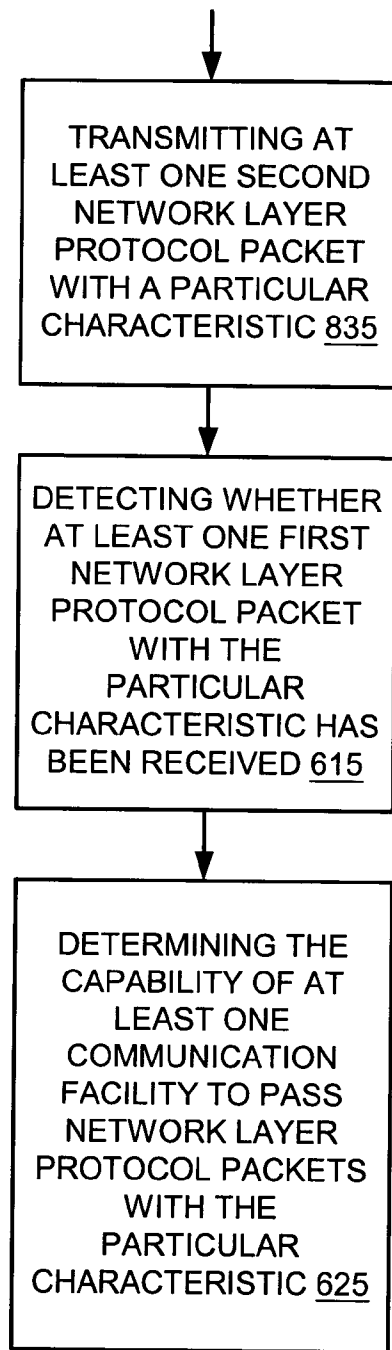 TRANSMITTING AT
LEAST ONE SECOND
NETWORK LAYER
PROTOCOL PACKET
WITH A PARTICULAR
CHARACTERISTIC 835
DETECTING WHETHER
AT LEAST ONE FIRST
NETWORK LAYER
PROTOCOL PACKET
WITH THE
PARTICULAR
CHARACTERISTIC HAS
BEEN RECEIVED 615
DETERMINING THE
CAPABILITY OF AT
LEAST ONE
COMMUNICATION
FACILITY TO PASS
NETWORK LAYER
PROTOCOL PACKETS
WITH THE
PARTICULAR
CHARACTERISTIC 625